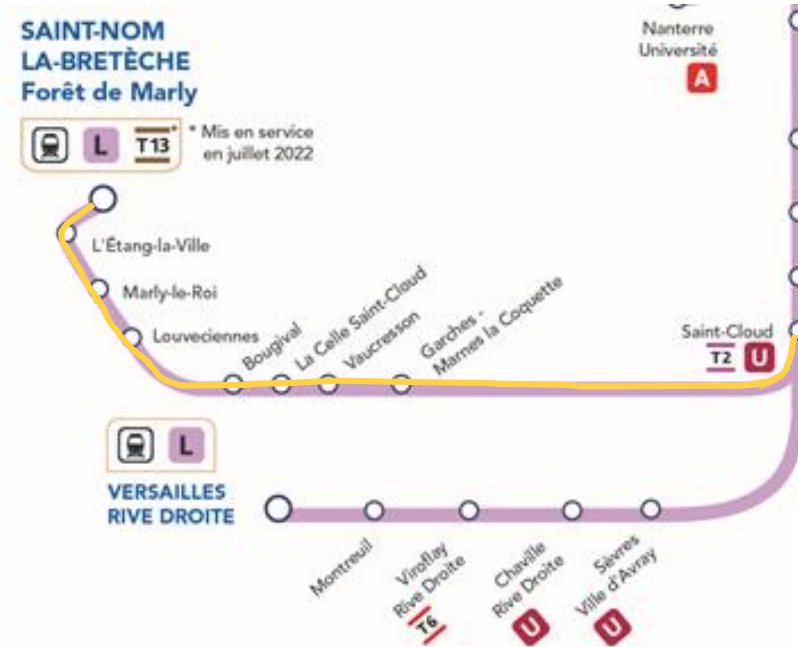 SAINT-NOM
LA-BRETÈCHE
Forêt de Marly
L
T13*
* Mis en service
en juillet 2022
Nanterre
Université
A
L'Étang-la-Ville
Marly-le-Roi
Louveciennes
Bougival
La Celle Saint-Cloud
Vaucresson
Garches -
Marnes la Coquette
Saint-Cloud
T2 U
L
VERSAILLES
RIVE DROITE
Montreuil
Viroflay
Rive Droite
T6
Chaville
Rive Droite
U
Sèvres
Ville d'Avray
U